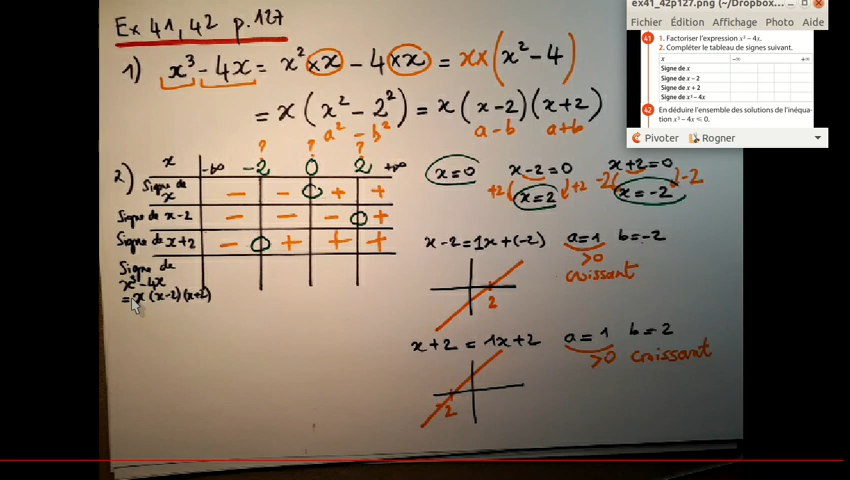 Ex 41, 42 p.127
1) x³ - 4x = x² × x - 4 × x = x × (x² - 4)
= x (x² - 2²) = x (x - 2) (x + 2)
a² - b² a - b a + b
? ? ?
2) x -∞ -2 0 2 +∞
Signe de x - - 0 + +
Signe de x-2 - - - 0 +
Signe de x+2 - 0 + + +
Signe de
x³-4x
= x (x-2)(x+2)
x = 0 x-2 = 0 x+2 = 0
+2 ( x = 2 ) +2 -2 ( x = -2 ) -2
x-2 = 1x+(-2) a = 1 b = -2
>0
croissant
2
x+2 = 1x+2 a = 1 b = 2
>0 croissant
-2
ex41_42p127.png (~/Dropbox...
Fichier Édition Affichage Photo Aide
41 1. Factoriser l'expression x³ - 4x.
2. Compléter le tableau de signes suivant.
x -∞ +∞
Signe de x
Signe de x - 2
Signe de x + 2
Signe de x³ - 4x
42 En déduire l'ensemble des solutions de l'inéqua-
tion x³ - 4x ⩽ 0.
Pivoter Rogner